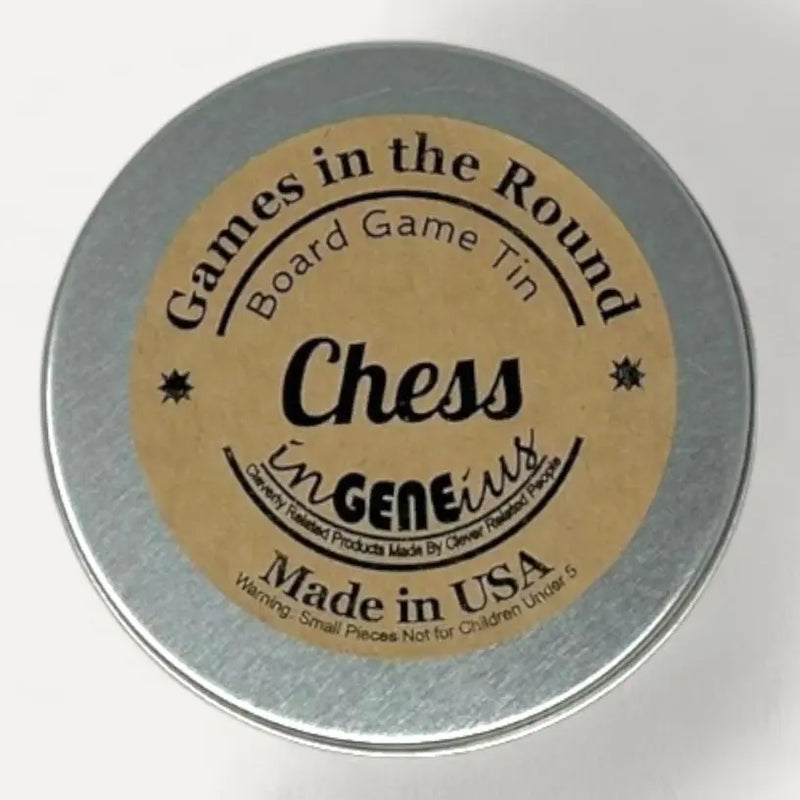 Games in the Round
Board Game Tin
Chess
inGENEius
Cleverly Related Products Made By Clever Related People
Made in USA
Warning: Small Pieces Not for Children Under 5